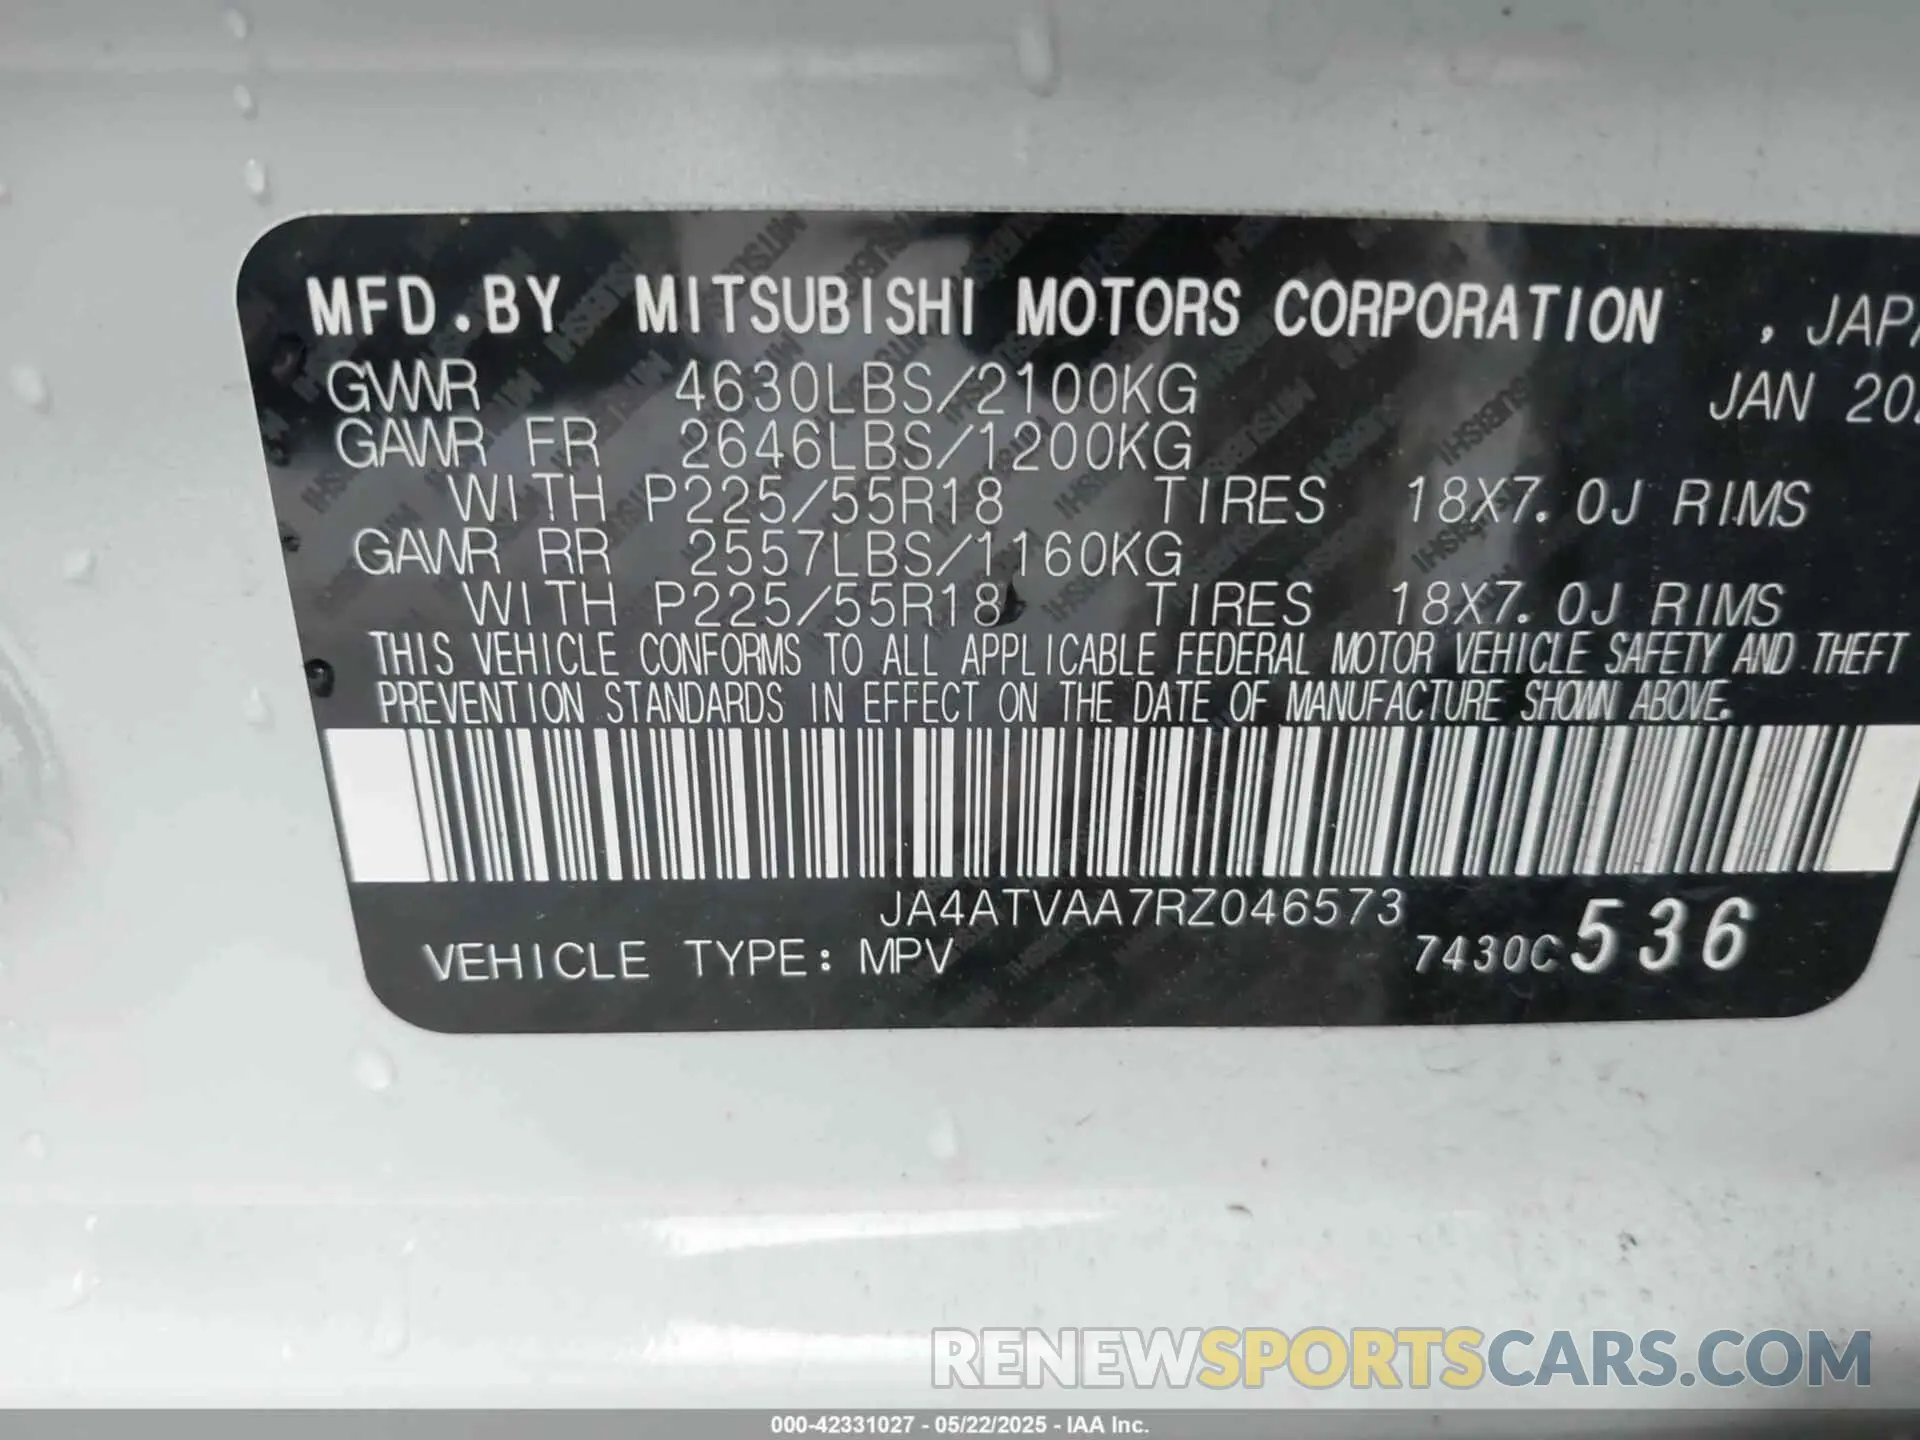 MFD.BY MITSUBISHI MOTORS CORPORATION , JAPA
GVWR 4630LBS/2100KG JAN 20
GAWR FR 2646LBS/1200KG
WITH P225/55R18 TIRES 18X7.0J RIMS
GAWR RR 2557LBS/1160KG
WITH P225/55R18 TIRES 18X7.0J RIMS
THIS VEHICLE CONFORMS TO ALL APPLICABLE FEDERAL MOTOR VEHICLE SAFETY AND THEFT
PREVENTION STANDARDS IN EFFECT ON THE DATE OF MANUFACTURE SHOWN ABOVE.
JA4ATVAA7RZ046573
VEHICLE TYPE: MPV 7430C 536
RENEWSPORTSCARS.COM
000-42331027 - 05/22/2025 - IAA Inc.